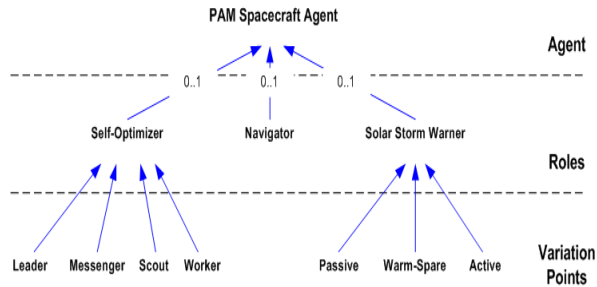 PAM Spacecraft Agent
Agent
0..1 0..1 0..1
Self-Optimizer Navigator Solar Storm Warner
Roles
Leader Messenger Scout Worker Passive Warm-Spare Active
Variation
Points